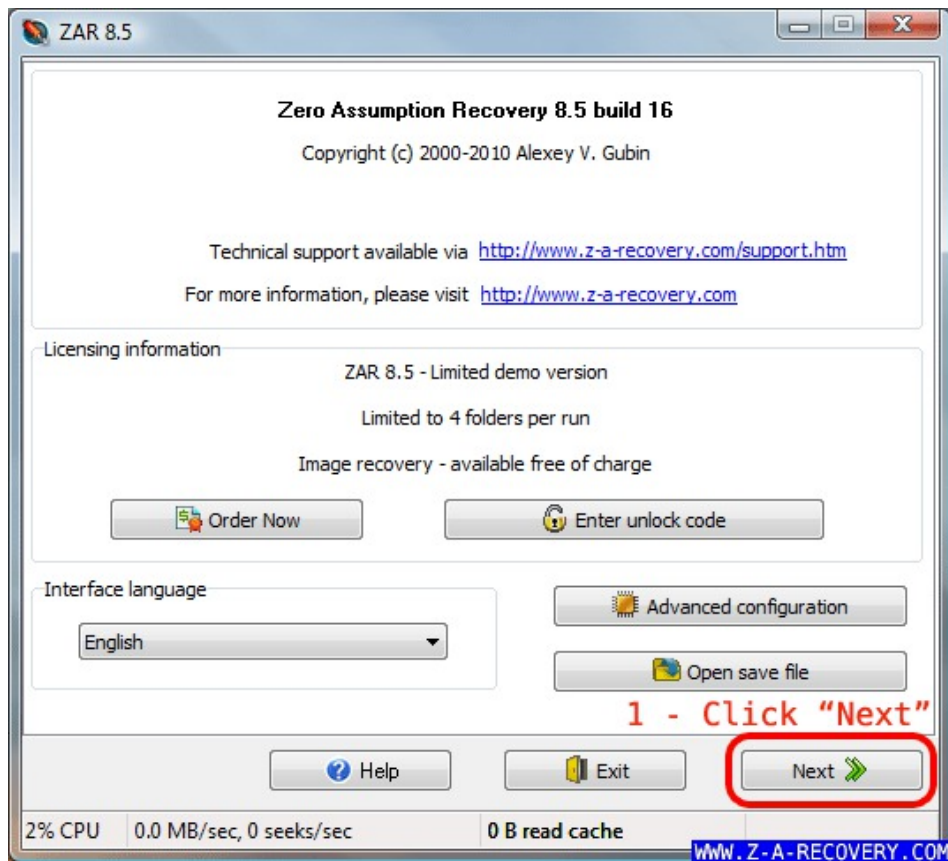 ZAR 8.5
Zero Assumption Recovery 8.5 build 16
Copyright (c) 2000-2010 Alexey V. Gubin
Technical support available via http://www.z-a-recovery.com/support.htm
For more information, please visit http://www.z-a-recovery.com
Licensing information
ZAR 8.5 - Limited demo version
Limited to 4 folders per run
Image recovery - available free of charge
Order Now
Enter unlock code
Interface language
Advanced configuration
English
Open save file
1 - Click “Next”
Help
Exit
Next
2% CPU 0.0 MB/sec, 0 seeks/sec 0 B read cache
WWW.Z-A-RECOVERY.COM